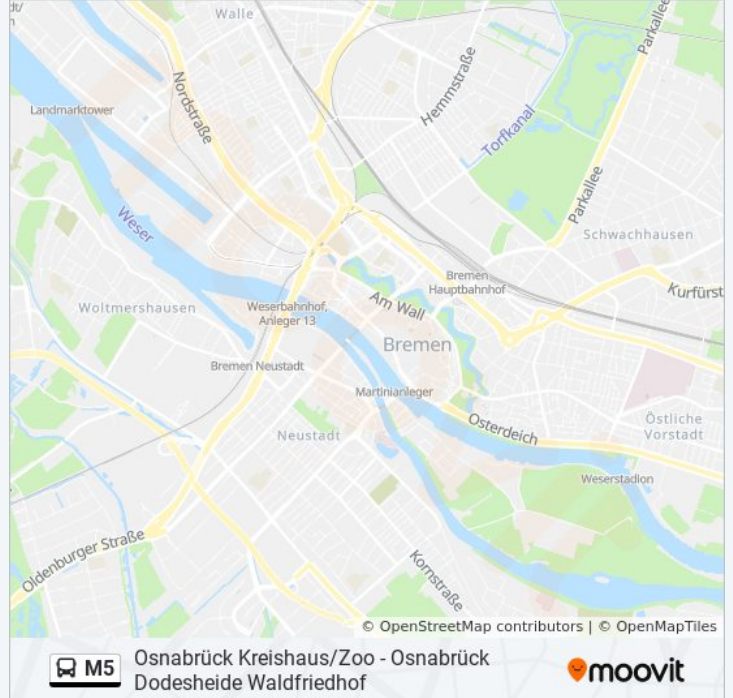 dt/
Walle
Parkallee
Hemmstraße
Nordstraße
Landmarktower
Torfkanal
Parkallee
Weser
Schwachhausen
Bremen
Hauptbahnhof
Kurfürst
Woltmershausen
Weserbahnhof,
Anleger 13
Am Wall
Bremen
Bremen Neustadt
Martinianleger
Osterdeich
Östliche
Vorstadt
Neustadt
Weserstadion
Oldenburger Straße
Kornstraße
© OpenStreetMap contributors | © OpenMapTiles
M5
Osnabrück Kreishaus/Zoo - Osnabrück
Dodesheide Waldfriedhof
moovit